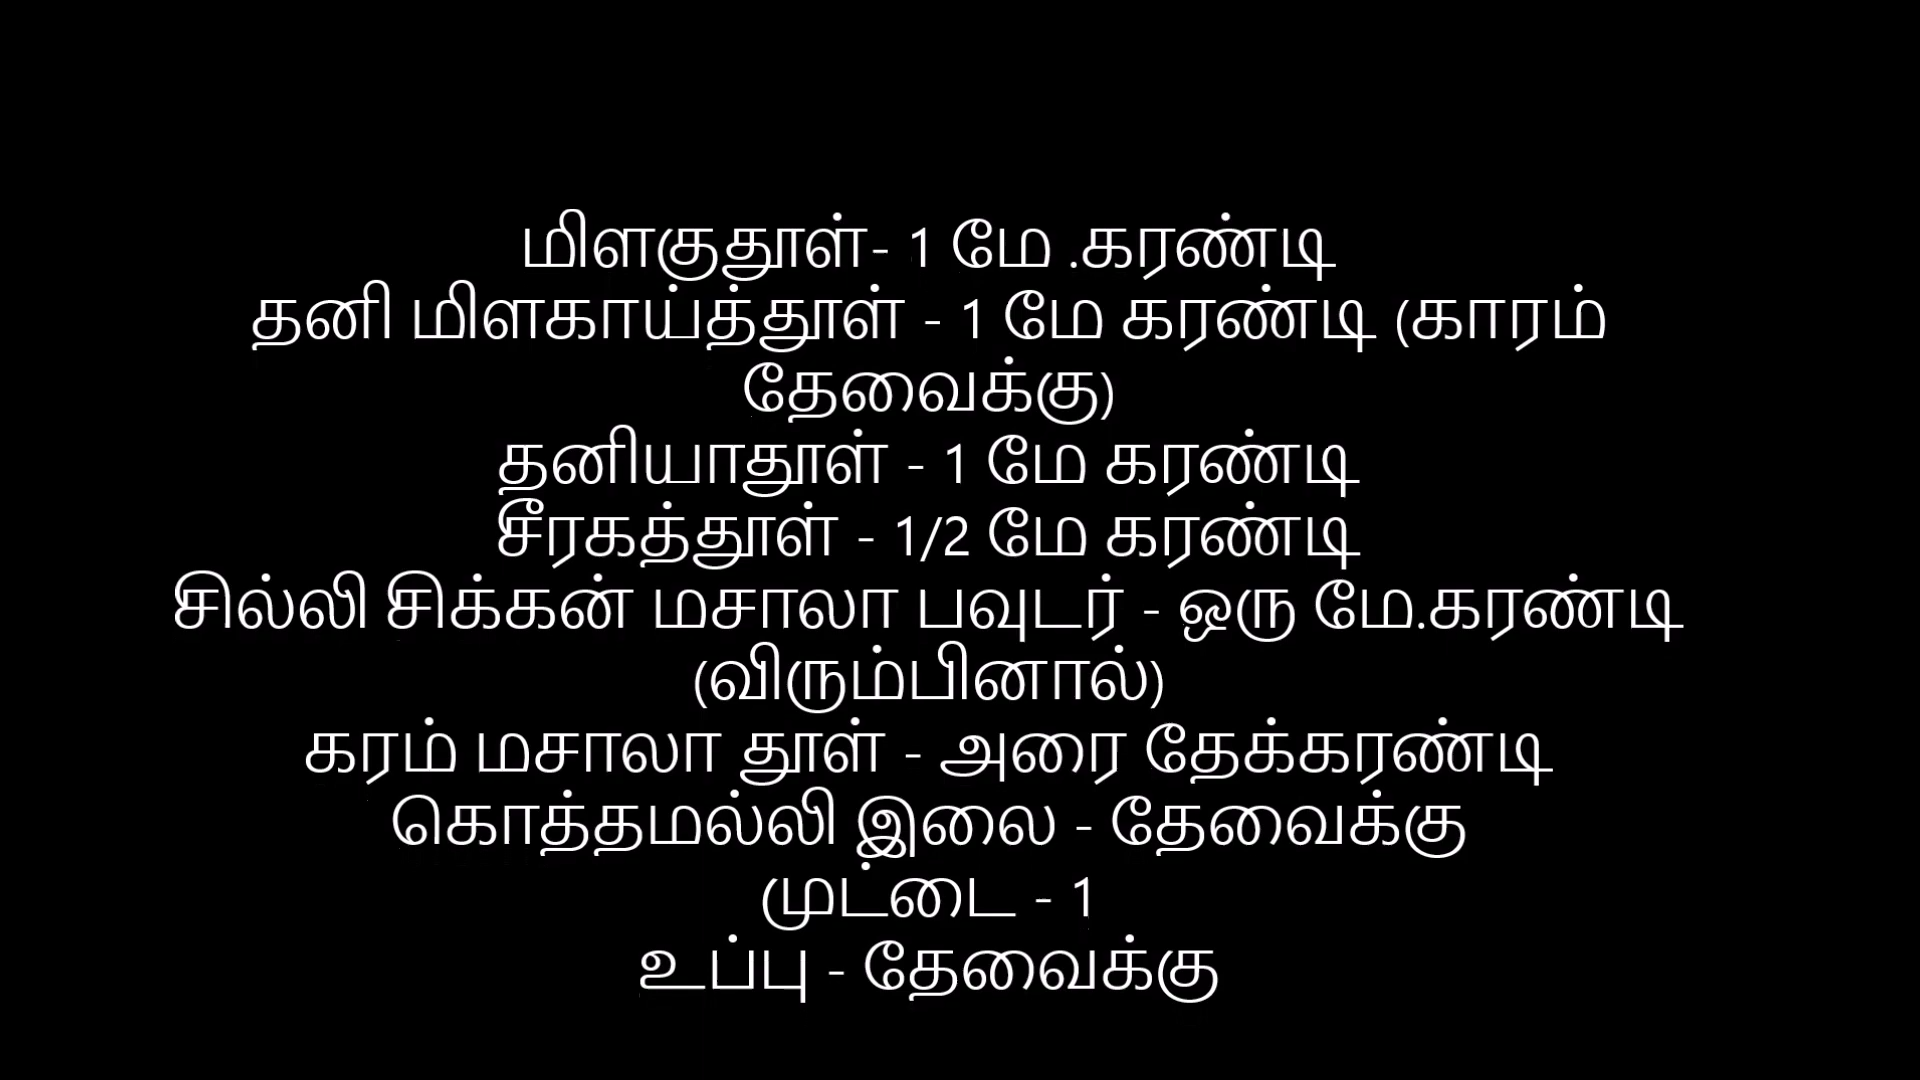 மிளகுதூள்- 1 மே .கரண்டி
தனி மிளகாய்த்தூள் - 1 மே கரண்டி (காரம்
தேவைக்கு)
தனியாதூள் - 1 மே கரண்டி
சீரகத்தூள் - 1/2 மே கரண்டி
சில்லி சிக்கன் மசாலா பவுடர் - ஒரு மே.கரண்டி
(விரும்பினால்)
கரம் மசாலா தூள் - அரை தேக்கரண்டி
கொத்தமல்லி இலை - தேவைக்கு
முட்டை - 1
உப்பு - தேவைக்கு